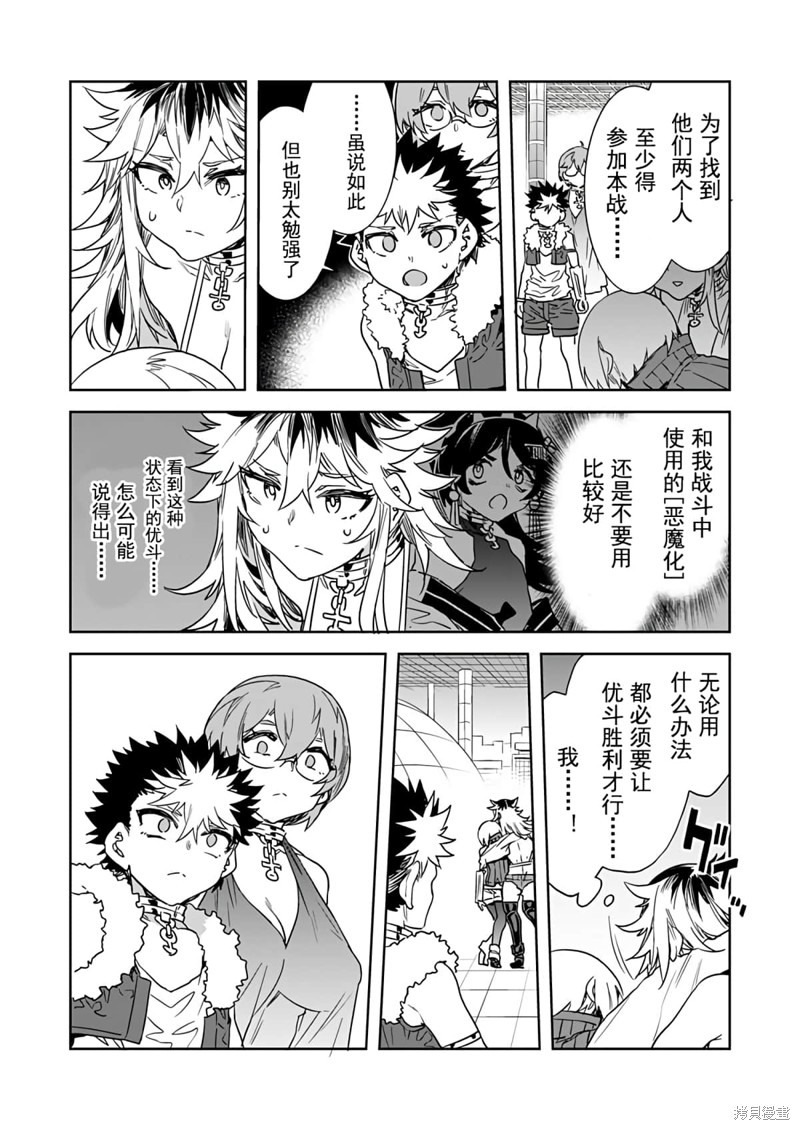 为了找到
他们两个人
至少得
参加本战……
……虽说如此
但也别太勉强了
和我战斗中
使用的[恶魔化]
还是不要用
比较好
看到这种
状态下的优斗……
怎么可能
说得出……
无论用
什么办法
都必须要让
优斗胜利才行……
我……！
グイッ
拷贝漫畫